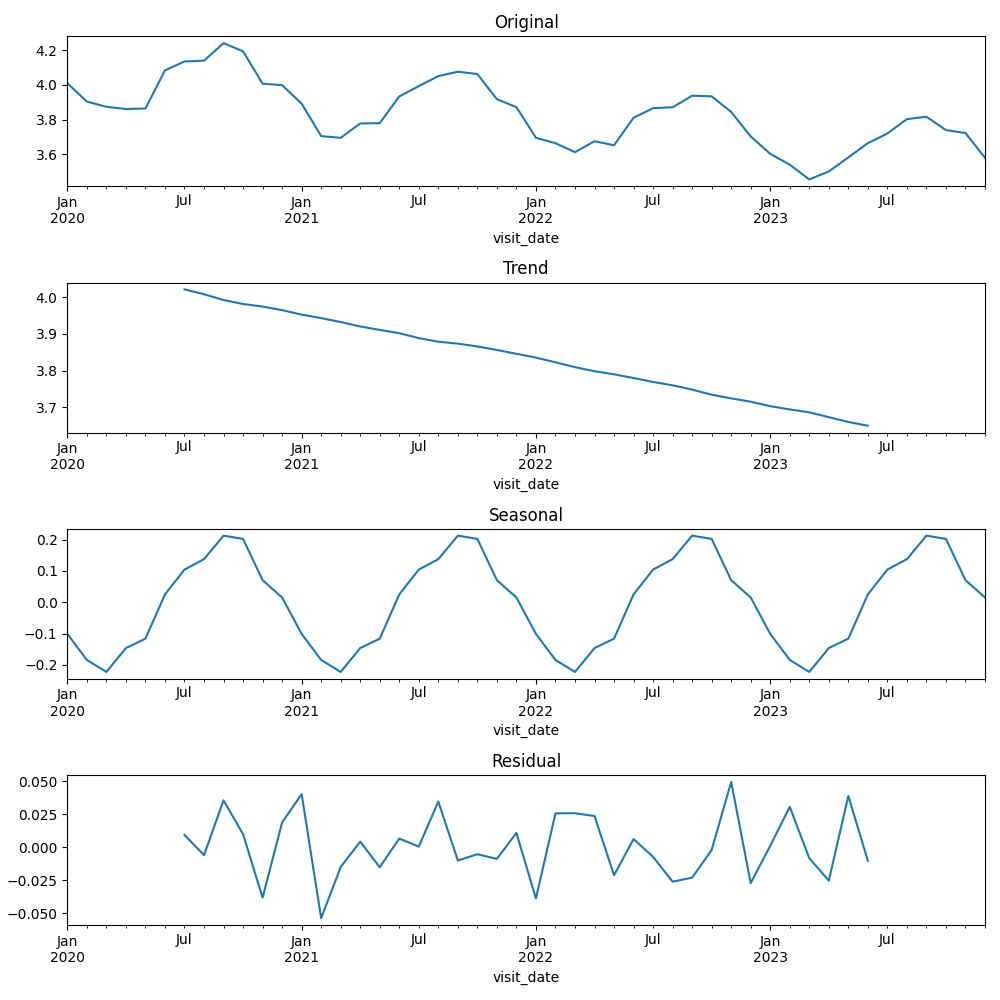 Original
4.2
4.0
3.8
3.6
Jan Jul Jan Jul Jan Jul Jan Jul
2020 2021 2022 2023
visit_date
Trend
4.0
3.9
3.8
3.7
Jan Jul Jan Jul Jan Jul Jan Jul
2020 2021 2022 2023
visit_date
Seasonal
0.2
0.1
0.0
−0.1
−0.2
Jan Jul Jan Jul Jan Jul Jan Jul
2020 2021 2022 2023
visit_date
Residual
0.050
0.025
0.000
−0.025
−0.050
Jan Jul Jan Jul Jan Jul Jan Jul
2020 2021 2022 2023
visit_date